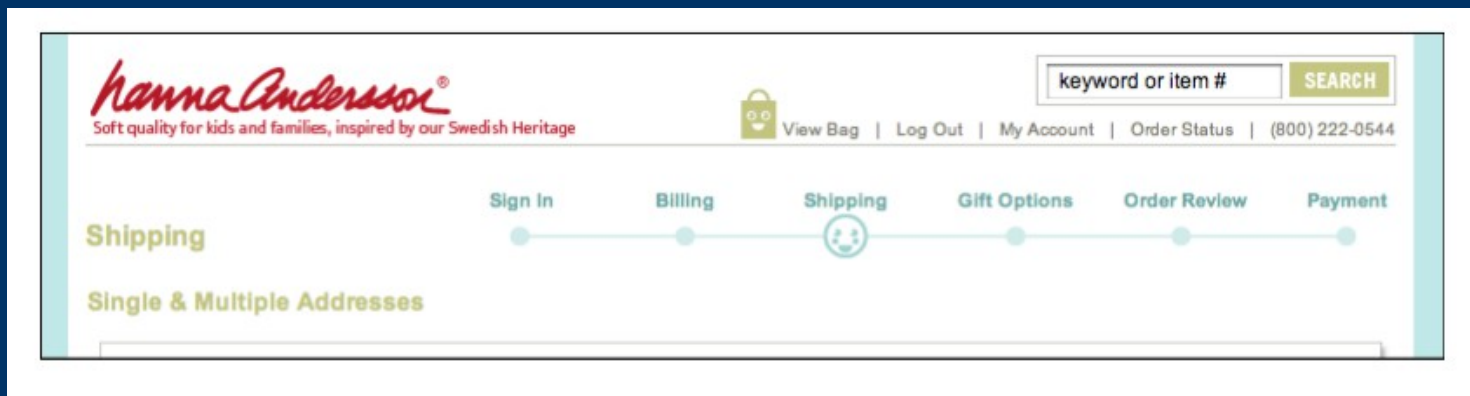 hanna Andersson®
Soft quality for kids and families, inspired by our Swedish Heritage
keyword or item # SEARCH
View Bag | Log Out | My Account | Order Status | (800) 222-0544
Sign In Billing Shipping Gift Options Order Review Payment
Shipping
Single & Multiple Addresses